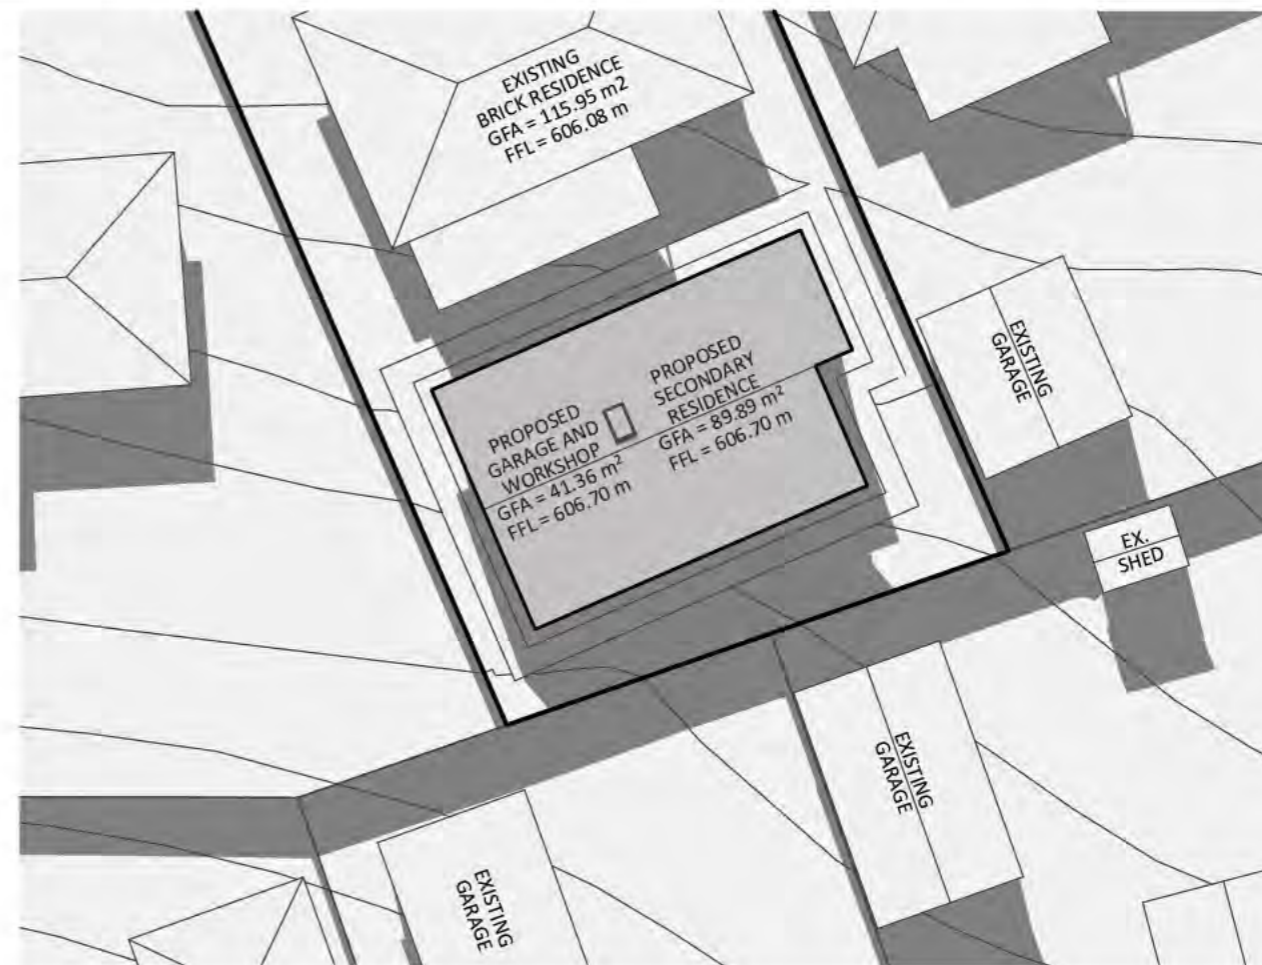 EXISTING
BRICK RESIDENCE
GFA = 115.95 m2
FFL = 606.08 m
EXISTING
GARAGE
PROPOSED
SECONDARY
RESIDENCE
GFA = 89.89 m²
FFL = 606.70 m
PROPOSED
GARAGE AND
WORKSHOP
GFA = 41.36 m²
FFL = 606.70 m
EX.
SHED
EXISTING
GARAGE
EXISTING
GARAGE